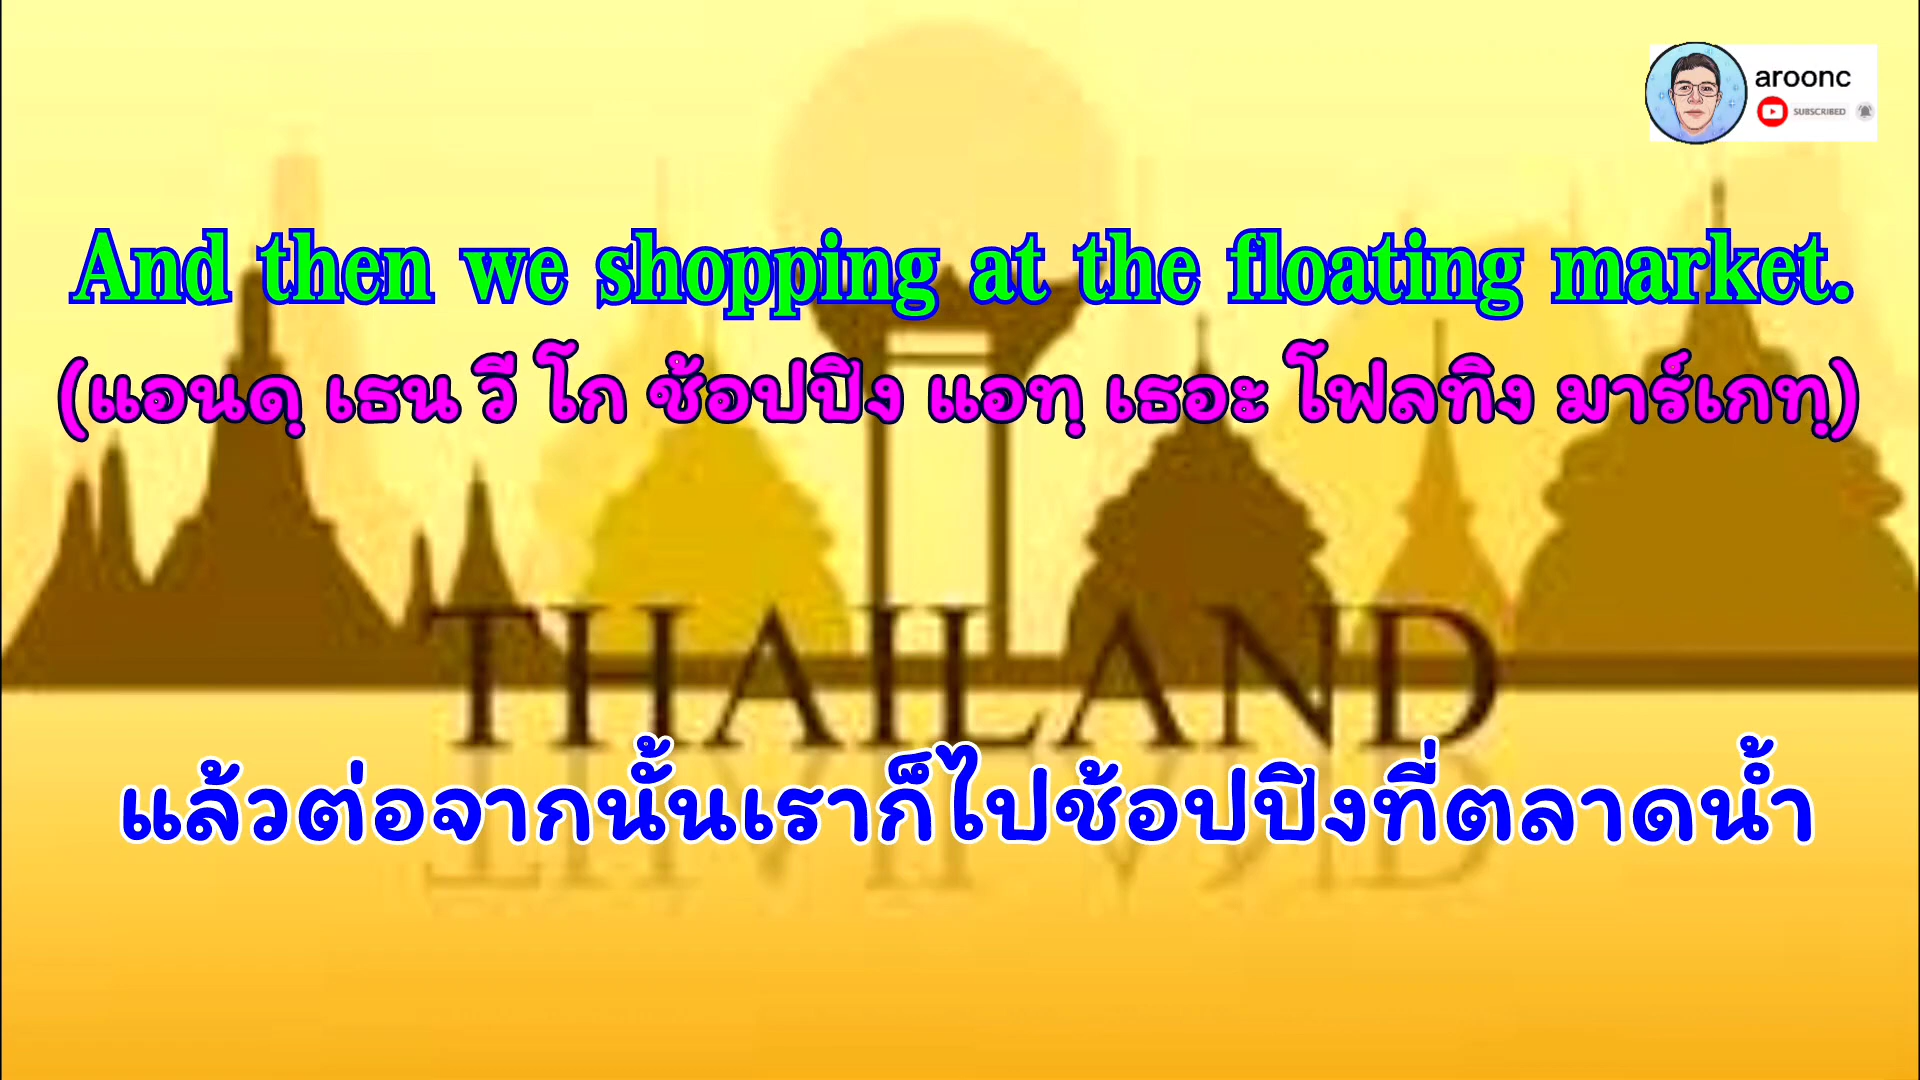 aroonc
SUBSCRIBED
And then we shopping at the floating market.
(แอนดฺ เธน วี โก ช้อปปิง แอทฺ เธอะ โฟลทิง มาร์เกทฺ)
THAILAND
แล้วต่อจากนั้นเราก็ไปช้อปปิงที่ตลาดน้ำ